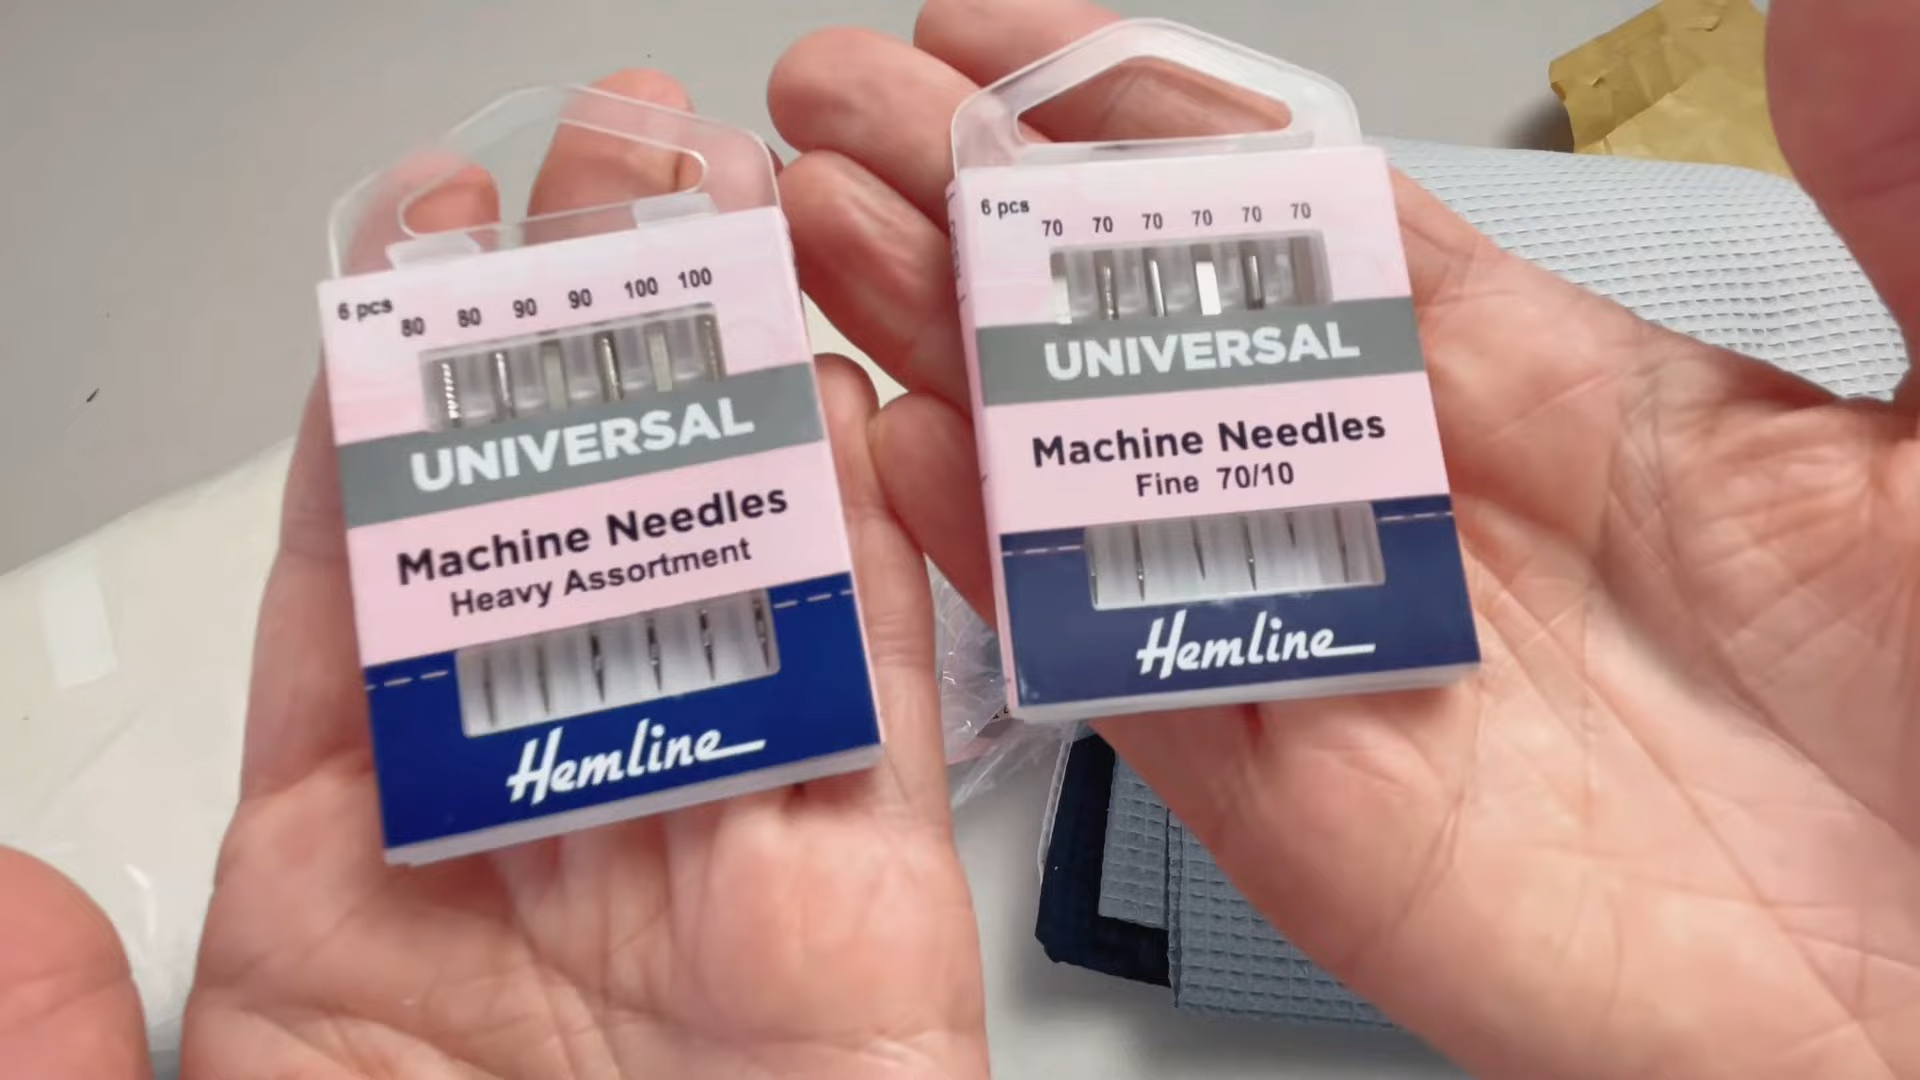 6 pcs
80 80 90 90 100 100
UNIVERSAL
Machine Needles
Heavy Assortment
Hemline
6 pcs
70 70 70 70 70 70
UNIVERSAL
Machine Needles
Fine 70/10
Hemline